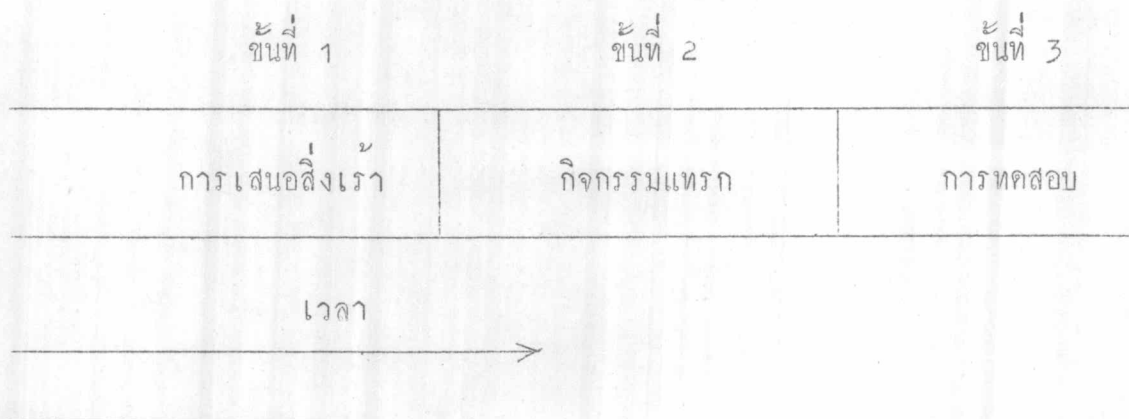 ขั้นที่ 1 ขั้นที่ 2 ขั้นที่ 3
การเสนอสิ่งเร้า กิจกรรมแทรก การทดสอบ
เวลา